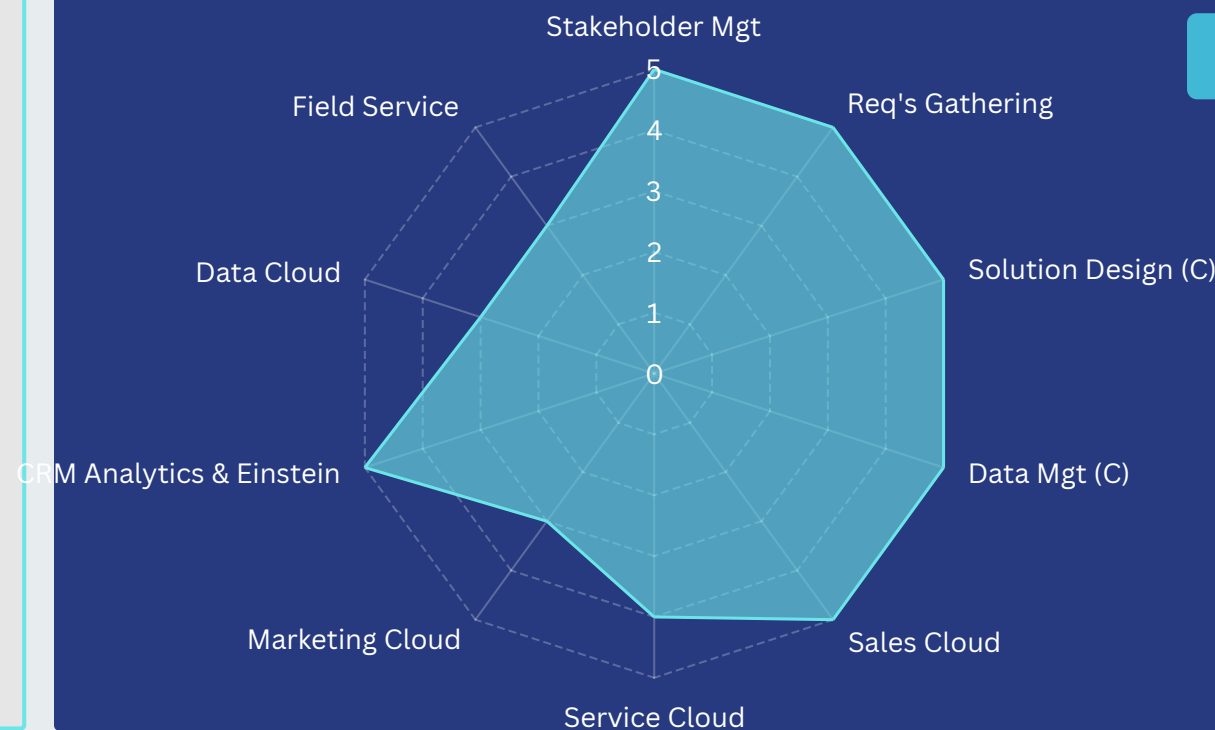 Stakeholder Mgt
5
Field Service
Req's Gathering
4
3
2
Data Cloud
Solution Design (C)
1
0
CRM Analytics & Einstein
Data Mgt (C)
Marketing Cloud
Sales Cloud
Service Cloud